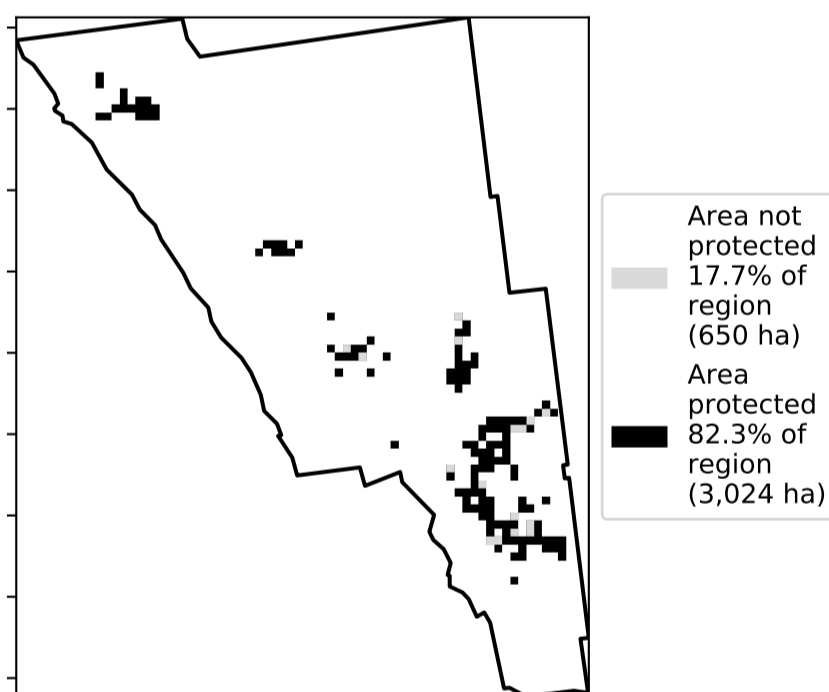 Area not
protected
17.7% of
region
(650 ha)
Area
protected
82.3% of
region
(3,024 ha)